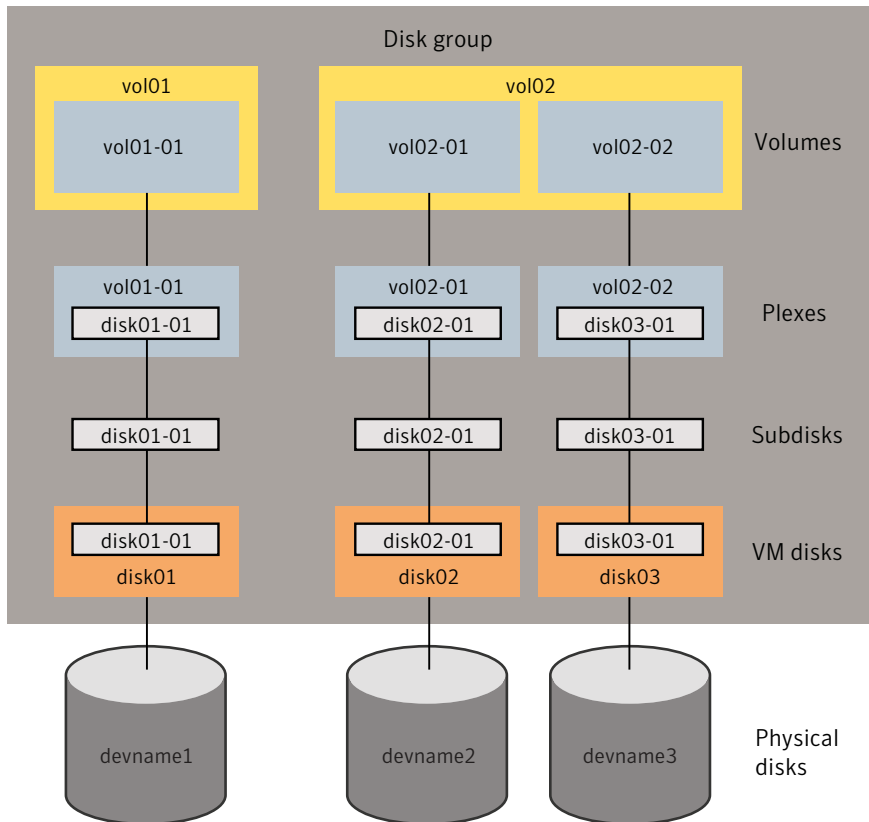 Disk group
vol01
vol02
vol01-01
vol02-01
vol02-02
Volumes
vol01-01
vol02-01
vol02-02
disk01-01
disk02-01
disk03-01
Plexes
disk01-01
disk02-01
disk03-01
Subdisks
disk01-01
disk02-01
disk03-01
VM disks
disk01
disk02
disk03
devname1
devname2
devname3
Physical
disks